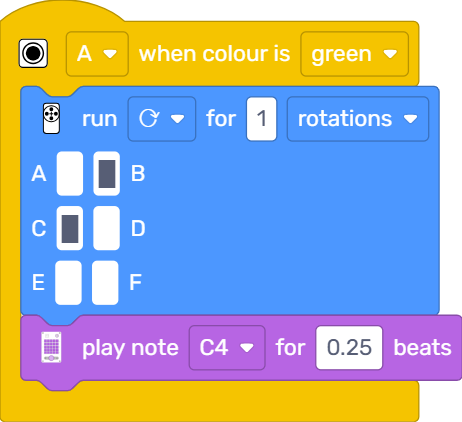 A when colour is green
run for 1 rotations
A B
C D
E F
play note C4 for 0.25 beats